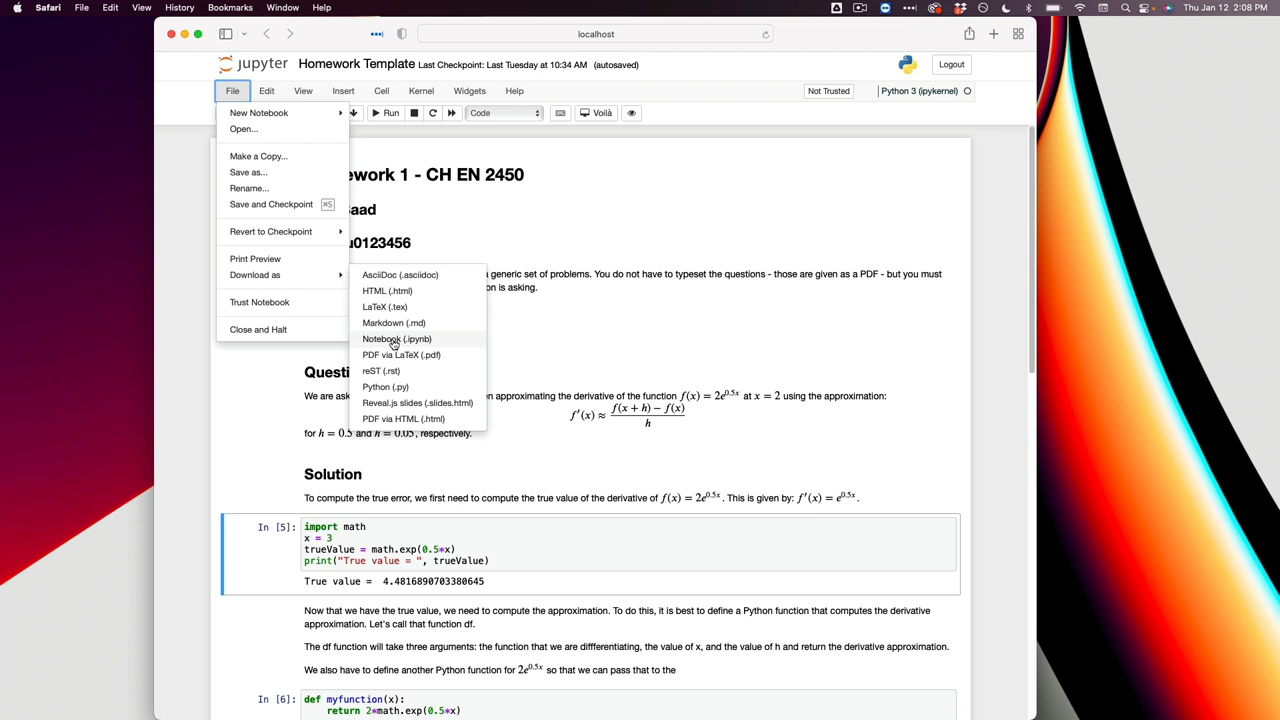 Safari File Edit View History Bookmarks Window Help Thu Jan 12 2:08 PM
localhost
jupyter Homework Template Last Checkpoint: Last Tuesday at 10:34 AM (autosaved) Logout
File Edit View Insert Cell Kernel Widgets Help Not Trusted Python 3 (ipykernel)
Run Code Voilà
New Notebook
Open...
Make a Copy...
Save as...
Rename...
Save and Checkpoint ⌘S
Revert to Checkpoint
Print Preview
Download as
Trust Notebook
Close and Halt
AsciiDoc (.asciidoc)
HTML (.html)
LaTeX (.tex)
Markdown (.md)
Notebook (.ipynb)
PDF via LaTeX (.pdf)
reST (.rst)
Python (.py)
Reveal.js slides (.slides.html)
PDF via HTML (.html)
ework 1 - CH EN 2450
aad
u0123456
a generic set of problems. You do not have to typeset the questions - those are given as a PDF - but you must
on is asking.
Questi
We are ask n approximating the derivative of the function f(x) = 2e^0.5x at x = 2 using the approximation:
f′(x) ≈ f(x + h) − f(x) / h
for h = 0.5 and h = 0.05, respectively.
Solution
To compute the true error, we first need to compute the true value of the derivative of f(x) = 2e^0.5x. This is given by: f′(x) = e^0.5x.
In [5]: import math
x = 3
trueValue = math.exp(0.5*x)
print("True value = ", trueValue)
True value =  4.4816890703380645
Now that we have the true value, we need to compute the approximation. To do this, it is best to define a Python function that computes the derivative
approximation. Let's call that function df.
The df function will take three arguments: the function that we are diffferentiating, the value of x, and the value of h and return the derivative approximation.
We also have to define another Python function for 2e^0.5x so that we can pass that to the
In [6]: def myfunction(x):
return 2*math.exp(0.5*x)